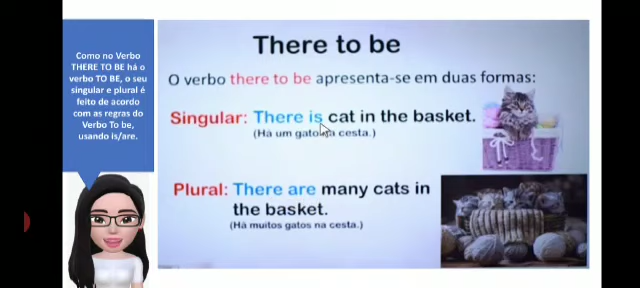 There to be
Como no Verbo
THERE TO BE há o
verbo TO BE, o seu
singular e plural é
feito de acordo
com as regras do
Verbo To be,
usando is/are.
O verbo there to be apresenta-se em duas formas:
Singular: There is cat in the basket.
(Há um gato na cesta.)
Plural: There are many cats in
the basket.
(Há muitos gatos na cesta.)